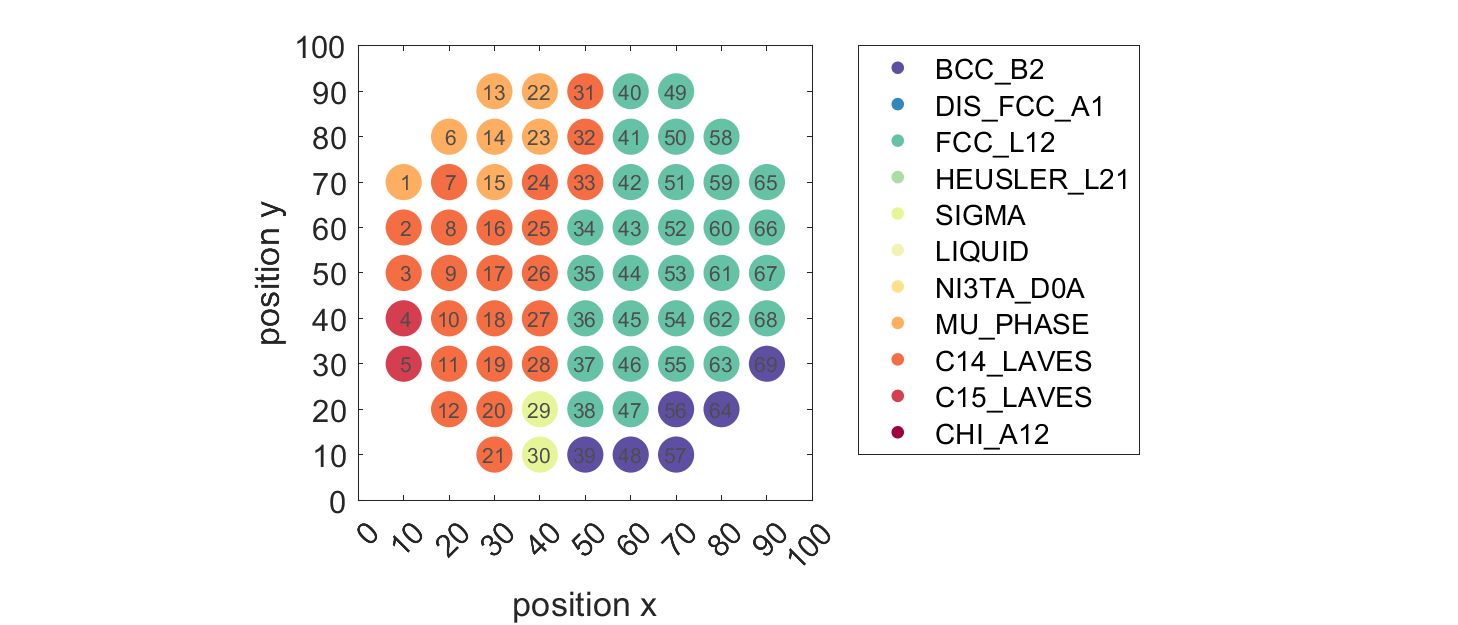 100
90
80
70
60
50
40
30
20
10
0
13 22 31 40 49
6 14 23 32 41 50 58
1 7 15 24 33 42 51 59 65
2 8 16 25 34 43 52 60 66
3 9 17 26 35 44 53 61 67
4 10 18 27 36 45 54 62 68
5 11 19 28 37 46 55 63 69
12 20 29 38 47 56 64
21 30 39 48 57
0 10 20 30 40 50 60 70 80 90 100
position x
position y
BCC_B2
DIS_FCC_A1
FCC_L12
HEUSLER_L21
SIGMA
LIQUID
NI3TA_D0A
MU_PHASE
C14_LAVES
C15_LAVES
CHI_A12